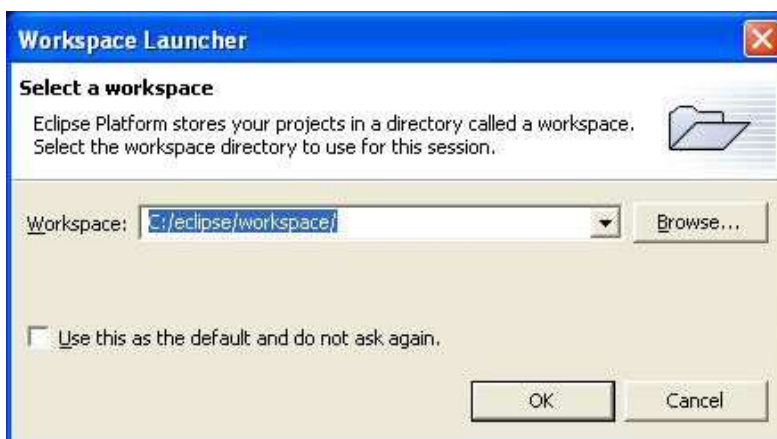 Workspace Launcher
Select a workspace
Eclipse Platform stores your projects in a directory called a workspace.
Select the workspace directory to use for this session.
Workspace: C:/eclipse/workspace/ Browse...
Use this as the default and do not ask again.
OK Cancel